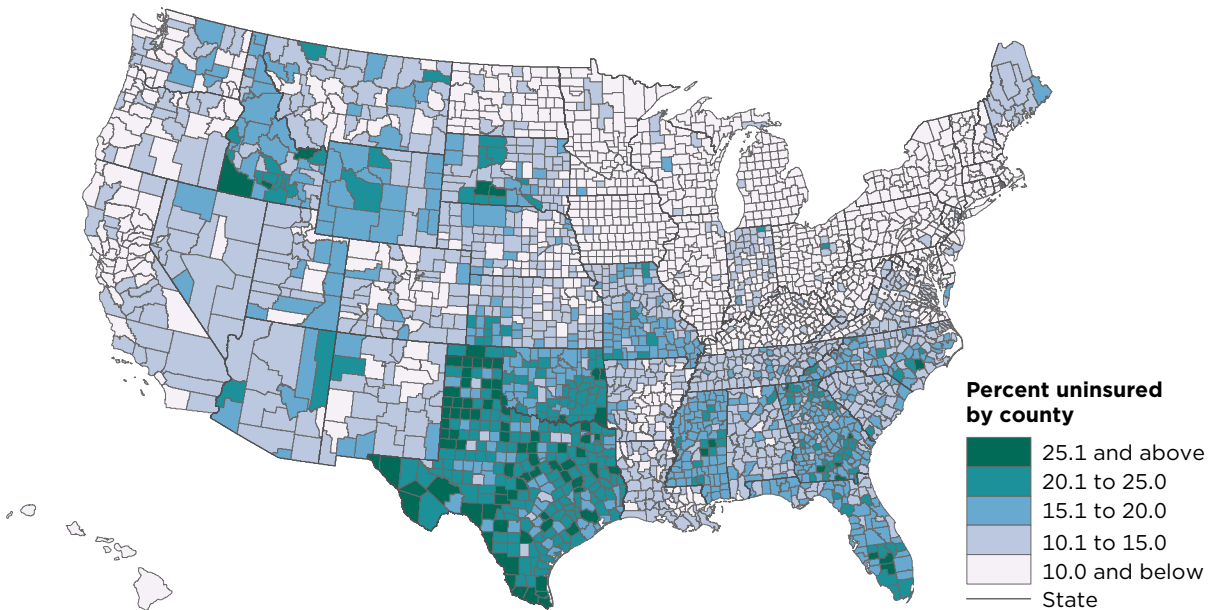 Percent uninsured
by county
25.1 and above
20.1 to 25.0
15.1 to 20.0
10.1 to 15.0
10.0 and below
State